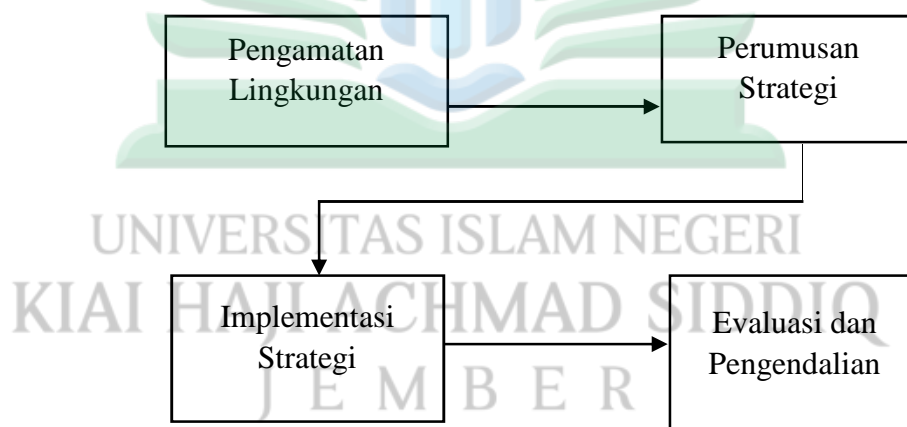 Pengamatan
Lingkungan
Perumusan
Strategi
UNIVERSITAS ISLAM NEGERI
KIAI HAJI ACHMAD SIDDIQ
JEMBER
Implementasi
Strategi
Evaluasi dan
Pengendalian